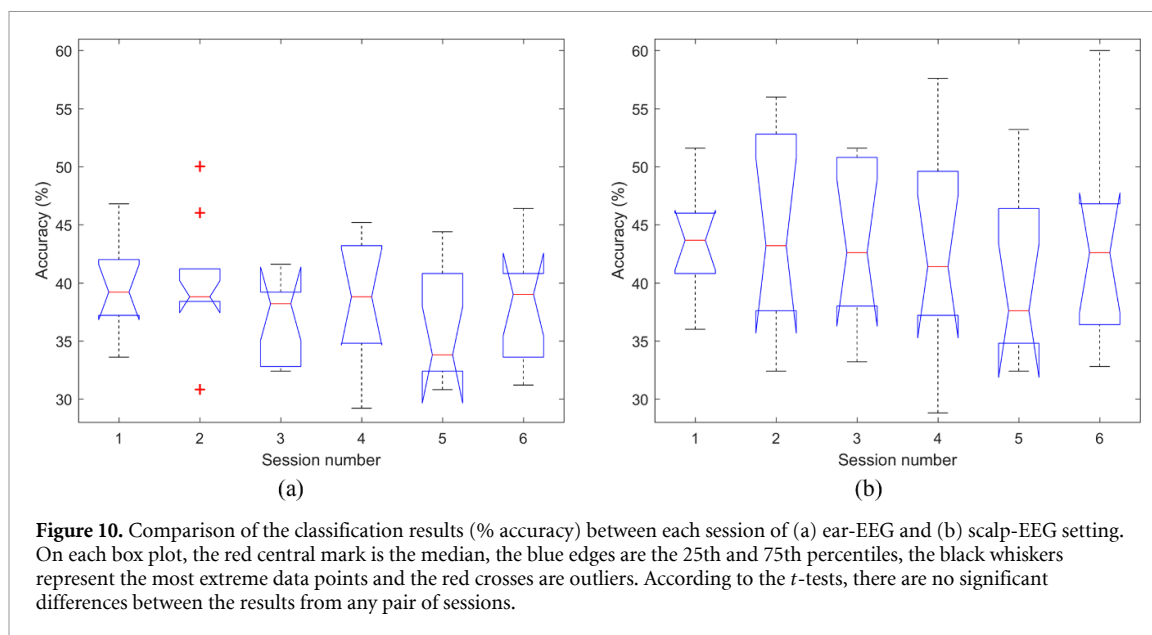 60
55
50
45
40
35
30
Accuracy (%)
1 2 3 4 5 6
Session number
(a)
60
55
50
45
40
35
30
Accuracy (%)
1 2 3 4 5 6
Session number
(b)
Figure 10. Comparison of the classification results (% accuracy) between each session of (a) ear-EEG and (b) scalp-EEG setting.
On each box plot, the red central mark is the median, the blue edges are the 25th and 75th percentiles, the black whiskers
represent the most extreme data points and the red crosses are outliers. According to the t-tests, there are no significant
differences between the results from any pair of sessions.